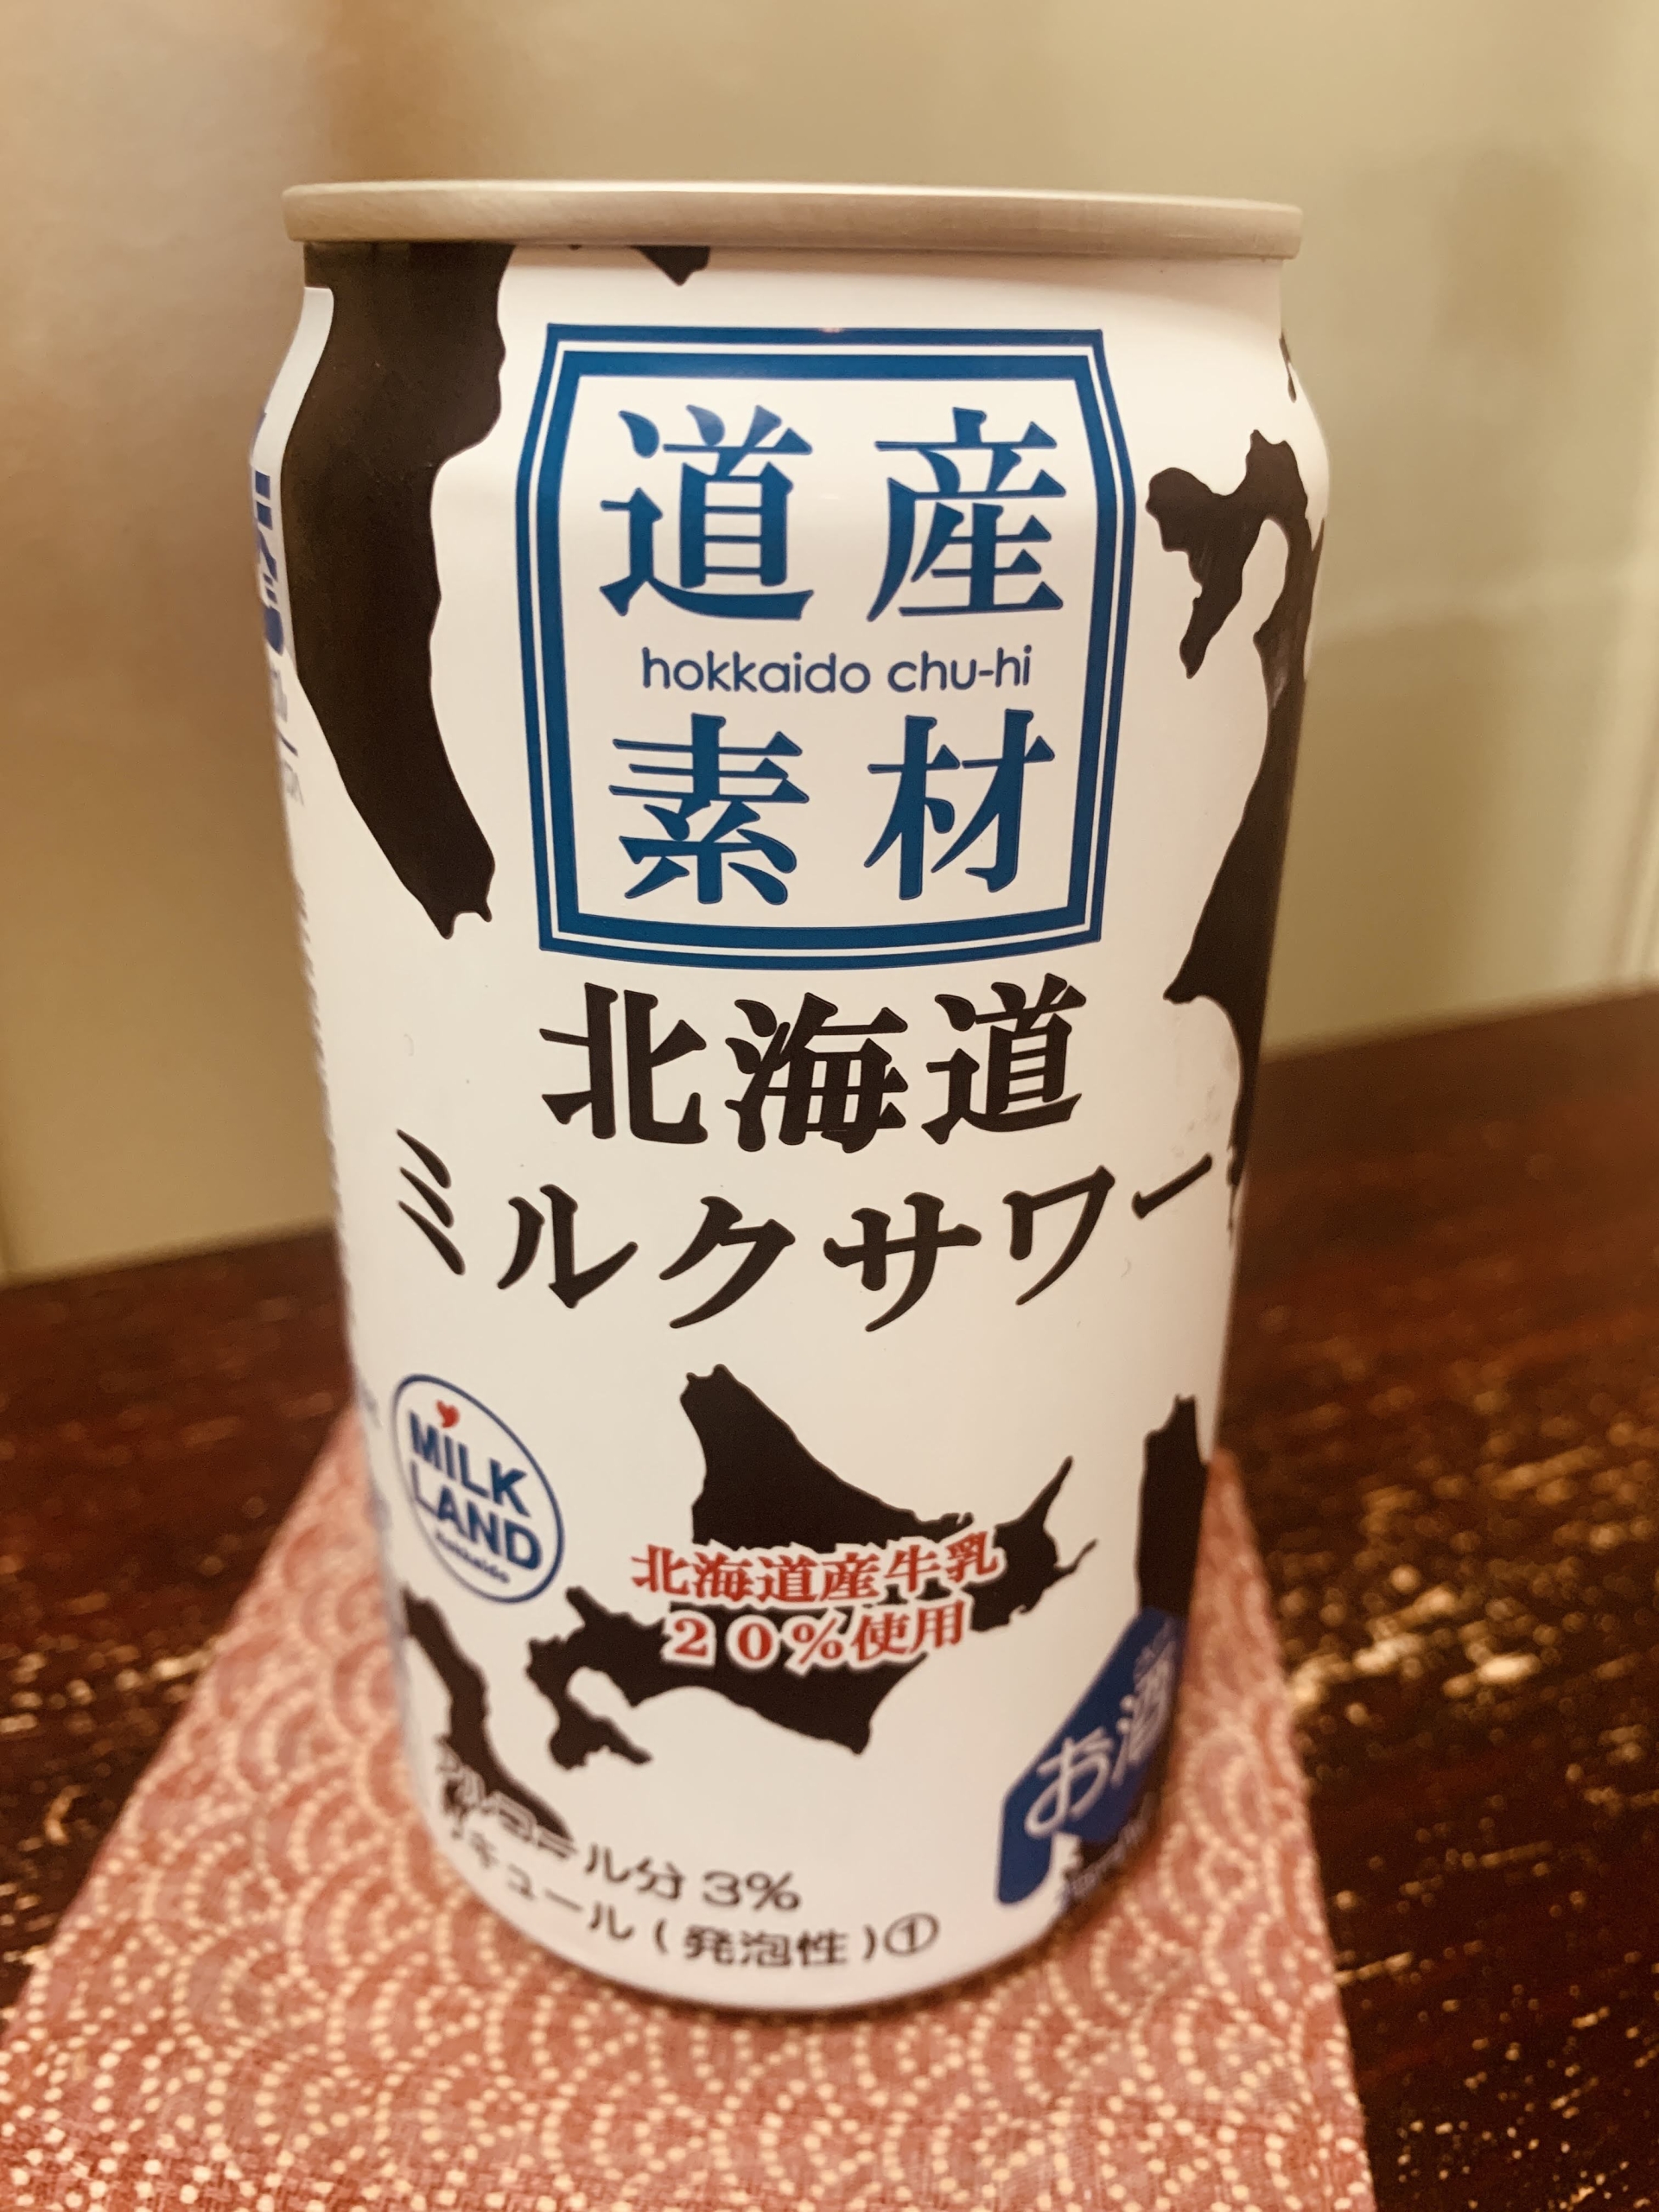 道産
hokkaido chu-hi
素材
北海道
ミルクサワー
MILK
LAND
Hokkaido
北海道産牛乳
20%使用
お酒
アルコール分 3%
リキュール(発泡性)①